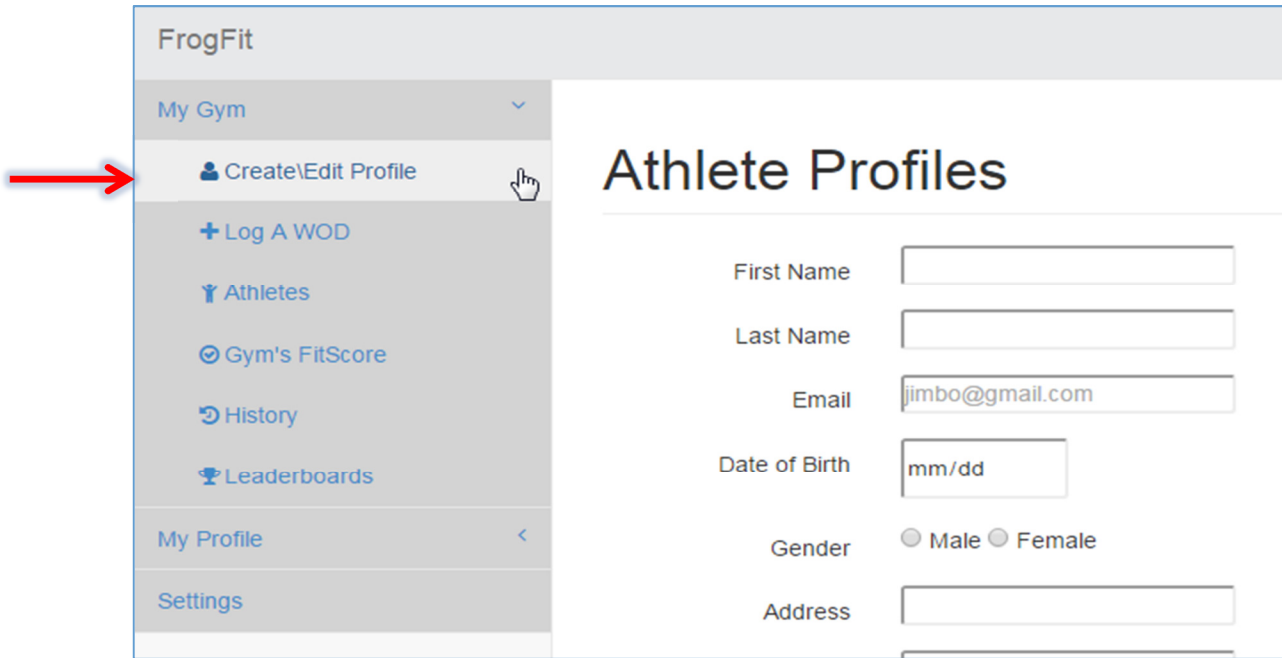 FrogFit
My Gym
Create\Edit Profile
Log A WOD
Athletes
Gym's FitScore
History
Leaderboards
My Profile
Settings
Athlete Profiles
First Name
Last Name
Email jimbo@gmail.com
Date of Birth mm/dd
Gender Male Female
Address